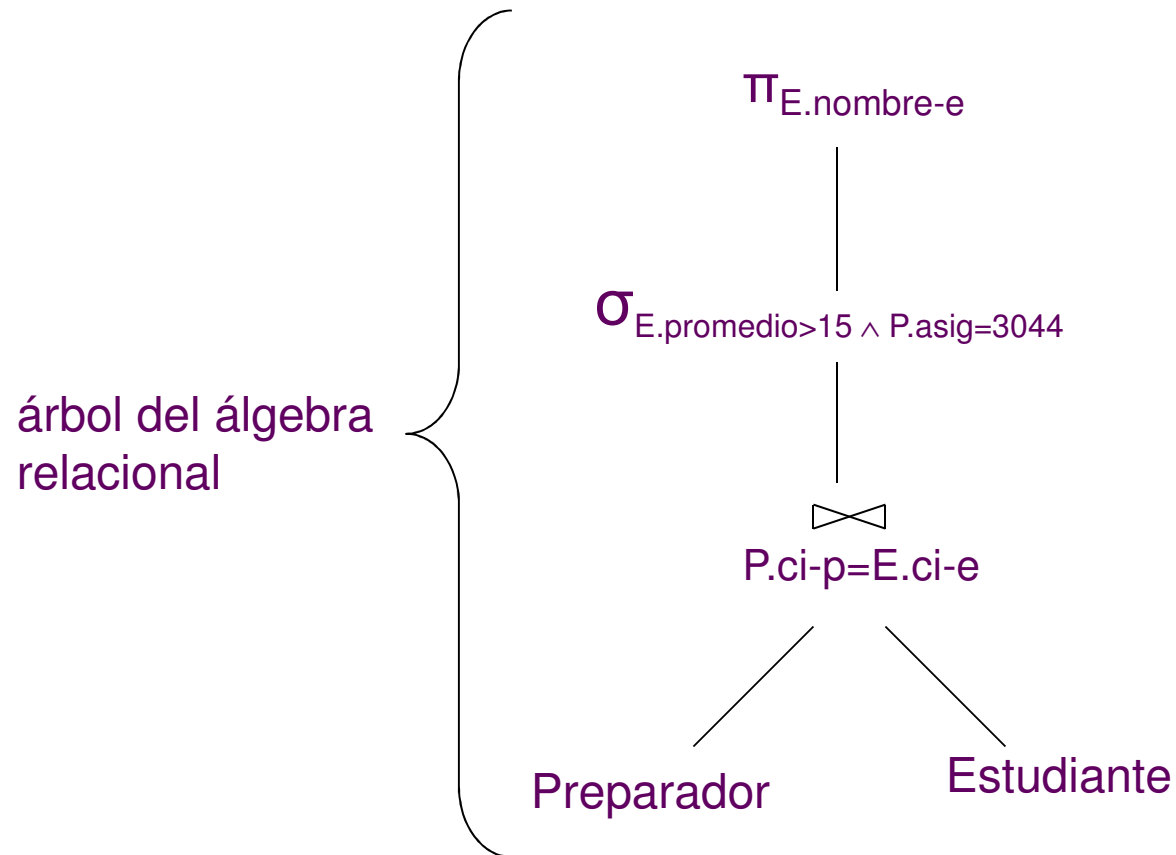 π E.nombre-e
σ E.promedio>15 ∧ P.asig=3044
árbol del álgebra
relacional
⋈
P.ci-p=E.ci-e
Preparador
Estudiante